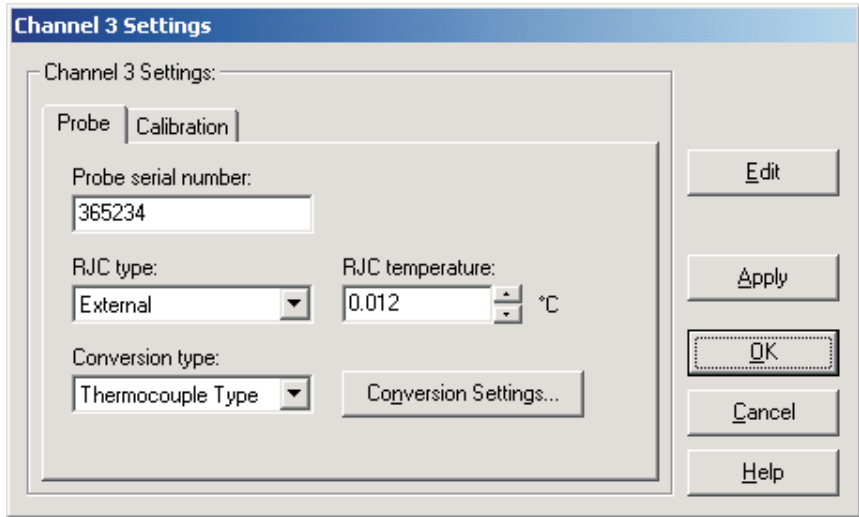 Channel 3 Settings
Channel 3 Settings:
Probe
Calibration
Probe serial number:
365234
RJC type:
RJC temperature:
External
0.012
°C
Conversion type:
Thermocouple Type
Conversion Settings...
Edit
Apply
OK
Cancel
Help